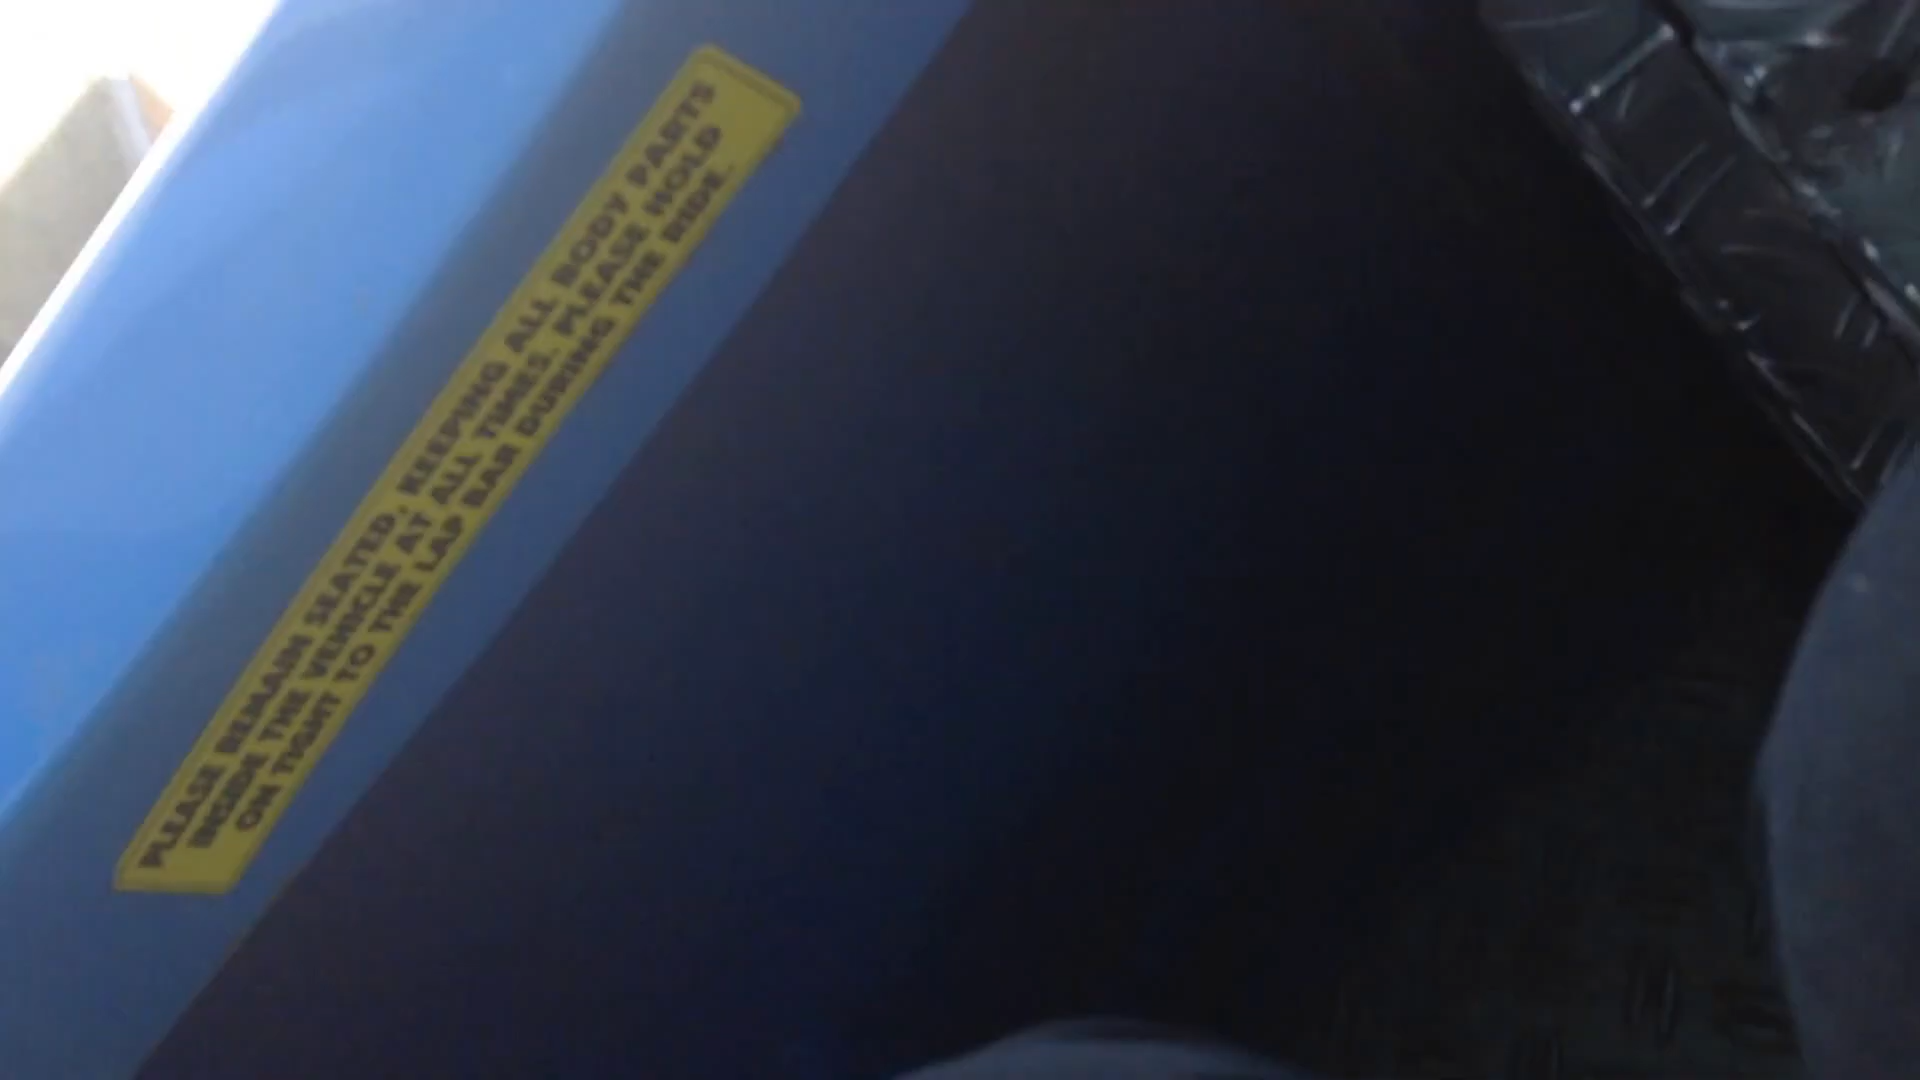 PLEASE REMAIN SEATED, KEEPING ALL BODY PARTS
INSIDE THE VEHICLE AT ALL TIMES. PLEASE HOLD
ON TIGHT TO THE LAP BAR DURING THE RIDE.